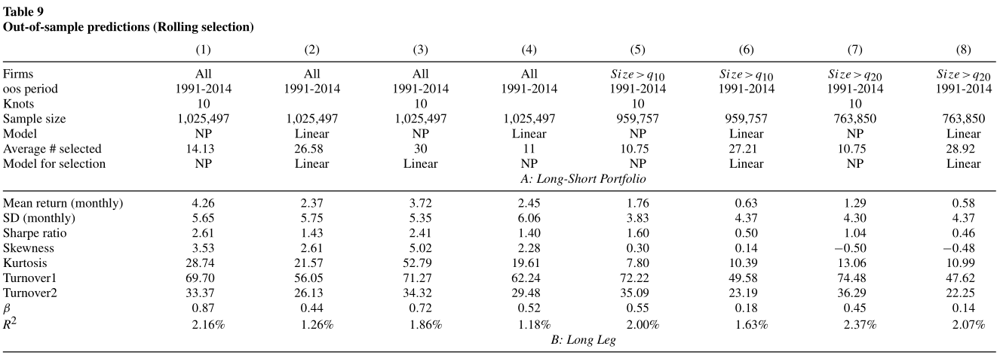 Table 9
Out-of-sample predictions (Rolling selection)
(1) (2) (3) (4) (5) (6) (7) (8)
Firms All All All All Size > q10 Size > q10 Size > q20 Size > q20
oos period 1991-2014 1991-2014 1991-2014 1991-2014 1991-2014 1991-2014 1991-2014 1991-2014
Knots 10 10 10 10
Sample size 1,025,497 1,025,497 1,025,497 1,025,497 959,757 959,757 763,850 763,850
Model NP Linear NP Linear NP Linear NP Linear
Average # selected 14.13 26.58 30 11 10.75 27.21 10.75 28.92
Model for selection NP Linear Linear NP NP Linear NP Linear
A: Long-Short Portfolio
Mean return (monthly) 4.26 2.37 3.72 2.45 1.76 0.63 1.29 0.58
SD (monthly) 5.65 5.75 5.35 6.06 3.83 4.37 4.30 4.37
Sharpe ratio 2.61 1.43 2.41 1.40 1.60 0.50 1.04 0.46
Skewness 3.53 2.61 5.02 2.28 0.30 0.14 −0.50 −0.48
Kurtosis 28.74 21.57 52.79 19.61 7.80 10.39 13.06 10.99
Turnover1 69.70 56.05 71.27 62.24 72.22 49.58 74.48 47.62
Turnover2 33.37 26.13 34.32 29.48 35.09 23.19 36.29 22.25
β 0.87 0.44 0.72 0.52 0.55 0.18 0.45 0.14
R2 2.16% 1.26% 1.86% 1.18% 2.00% 1.63% 2.37% 2.07%
B: Long Leg